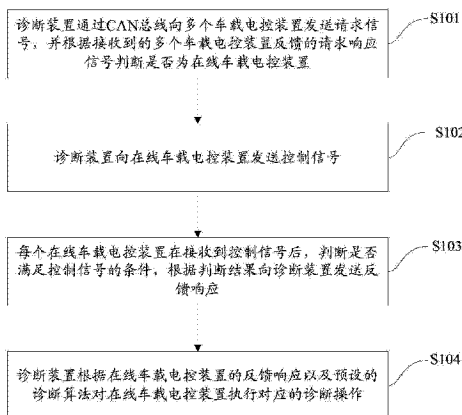 诊断装置通过CAN总线向多个车载电控装置发送请求信
号，并根据接收到的多个车载电控装置反馈的请求响应
信号判断是否为在线车载电控装置
S101
诊断装置向在线车载电控装置发送控制信号
S102
每个在线车载电控装置在接收到控制信号后，判断是否
满足控制信号的条件，根据判断结果向诊断装置发送反
馈响应
S103
诊断装置根据在线车载电控装置的反馈响应以及预设的
诊断算法对在线车载电控装置执行对应的诊断操作
S104